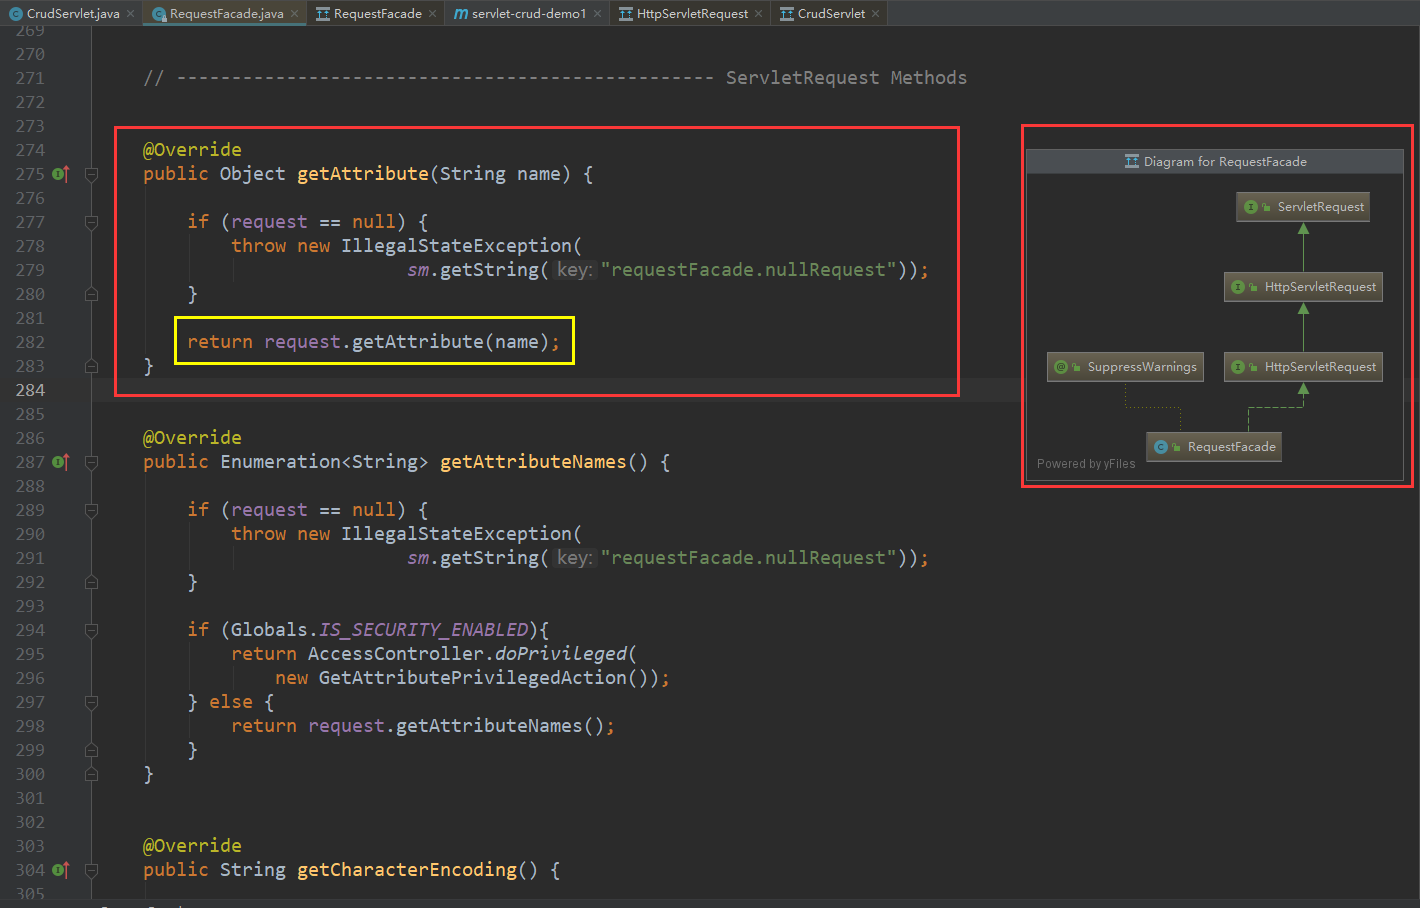 CrudServlet.java RequestFacade.java RequestFacade servlet-crud-demo1 HttpServletRequest CrudServlet
269
270
271 // ------------------------------------------------- ServletRequest Methods
272
273
274 @Override
275 public Object getAttribute(String name) {
276
277 if (request == null) {
278 throw new IllegalStateException(
279 sm.getString( key: "requestFacade.nullRequest"));
280 }
281
282 return request.getAttribute(name);
283 }
284
285
286 @Override
287 public Enumeration<String> getAttributeNames() {
288
289 if (request == null) {
290 throw new IllegalStateException(
291 sm.getString( key: "requestFacade.nullRequest"));
292 }
293
294 if (Globals.IS_SECURITY_ENABLED){
295 return AccessController.doPrivileged(
296 new GetAttributePrivilegedAction());
297 } else {
298 return request.getAttributeNames();
299 }
300 }
301
302
303 @Override
304 public String getCharacterEncoding() {
305
Diagram for RequestFacade
ServletRequest
HttpServletRequest
SuppressWarnings HttpServletRequest
RequestFacade
Powered by yFiles